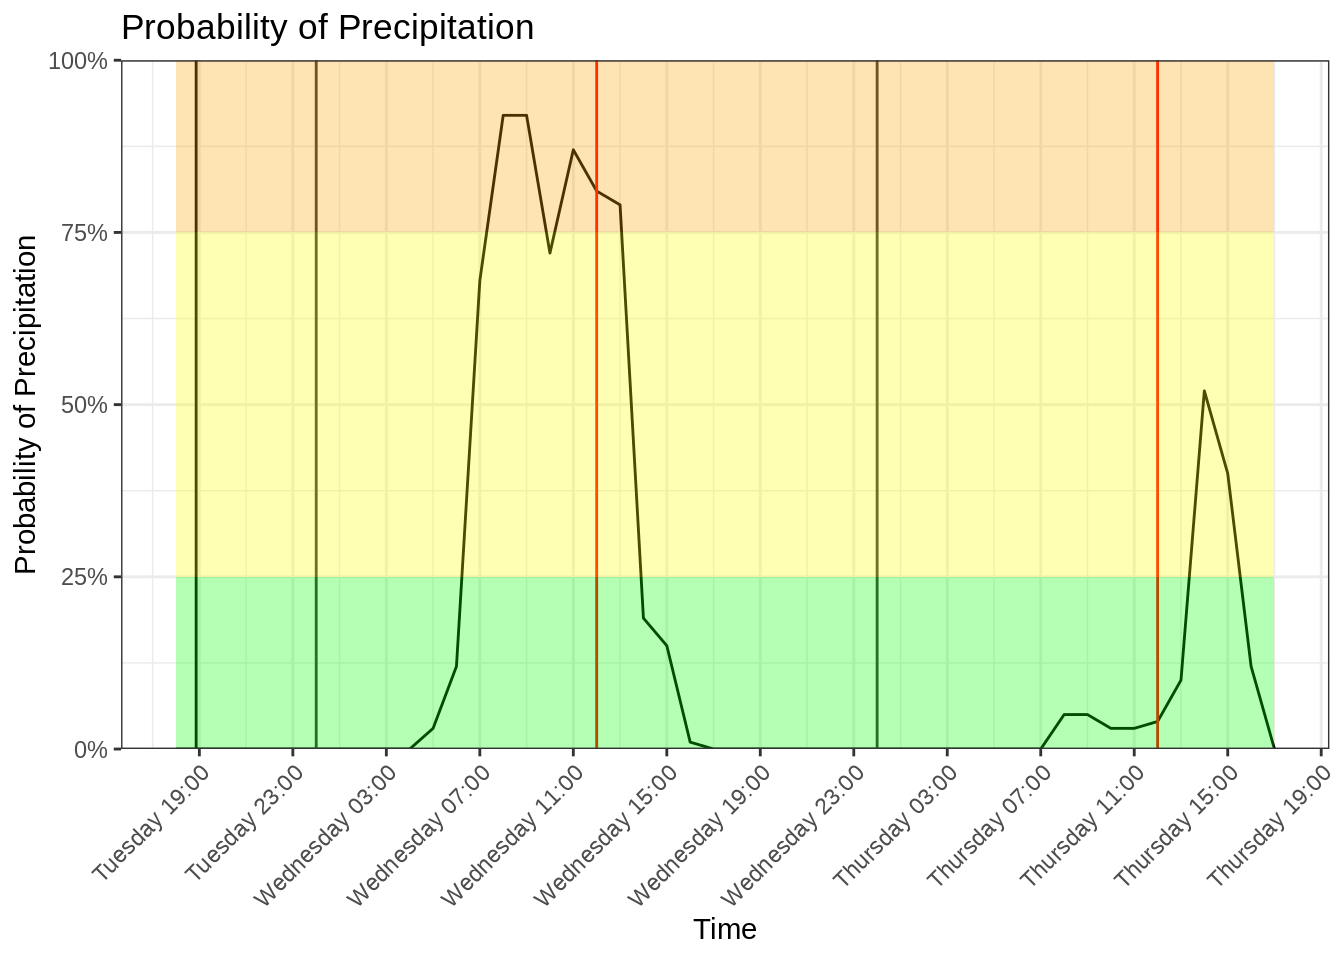 Probability of Precipitation
100%
75%
50%
25%
0%
Probability of Precipitation
Tuesday 19:00
Tuesday 23:00
Wednesday 03:00
Wednesday 07:00
Wednesday 11:00
Wednesday 15:00
Wednesday 19:00
Wednesday 23:00
Thursday 03:00
Thursday 07:00
Thursday 11:00
Thursday 15:00
Thursday 19:00
Time